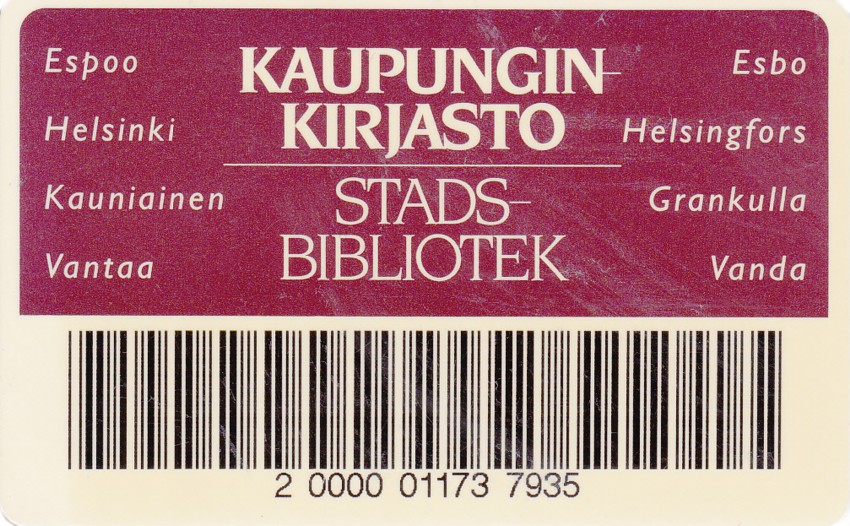 Espoo
Helsinki
Kauniainen
Vantaa
KAUPUNGIN-
KIRJASTO
STADS-
BIBLIOTEK
Esbo
Helsingfors
Grankulla
Vanda
2 0000 01173 7935